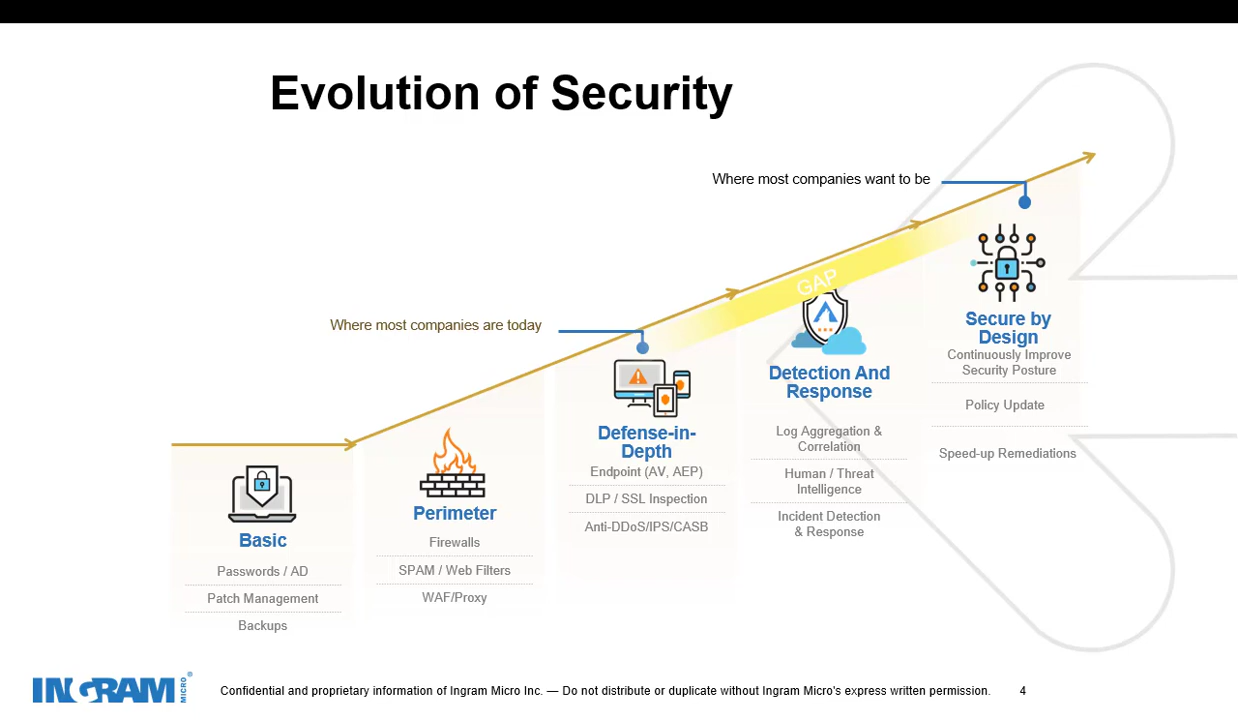 Evolution of Security
Where most companies want to be
GAP
Where most companies are today
Basic
Passwords / AD
Patch Management
Backups
Perimeter
Firewalls
SPAM / Web Filters
WAF/Proxy
Defense-in-
Depth
Endpoint (AV, AEP)
DLP / SSL Inspection
Anti-DDoS/IPS/CASB
Detection And
Response
Log Aggregation &
Correlation
Human / Threat
Intelligence
Incident Detection
& Response
Secure by
Design
Continuously Improve
Security Posture
Policy Update
Speed-up Remediations
INGRAM MICRO®
Confidential and proprietary information of Ingram Micro Inc. — Do not distribute or duplicate without Ingram Micro's express written permission.
4